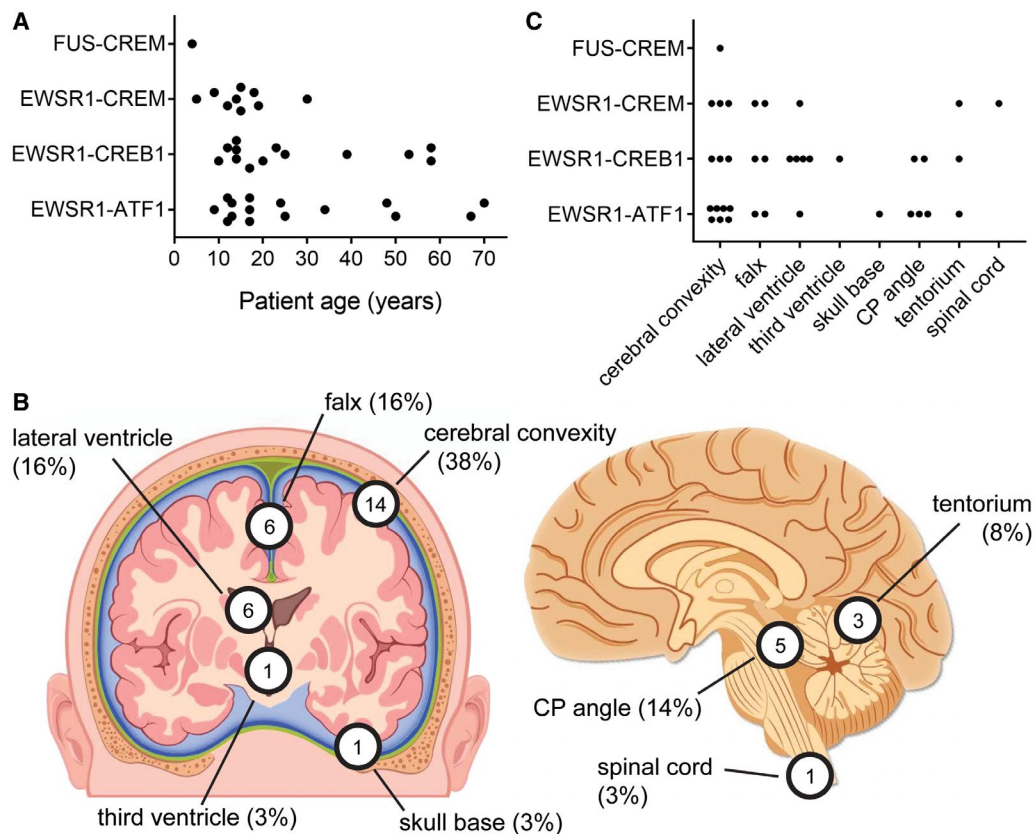 A
FUS-CREM
EWSR1-CREM
EWSR1-CREB1
EWSR1-ATF1
0 10 20 30 40 50 60 70
Patient age (years)
C
FUS-CREM
EWSR1-CREM
EWSR1-CREB1
EWSR1-ATF1
cerebral convexity
falx
lateral ventricle
third ventricle
skull base
CP angle
tentorium
spinal cord
B
falx (16%)
lateral ventricle
(16%)
cerebral convexity
(38%)
14
6
6
1
1
third ventricle (3%)
skull base (3%)
tentorium
(8%)
3
5
CP angle (14%)
spinal cord
(3%)
1